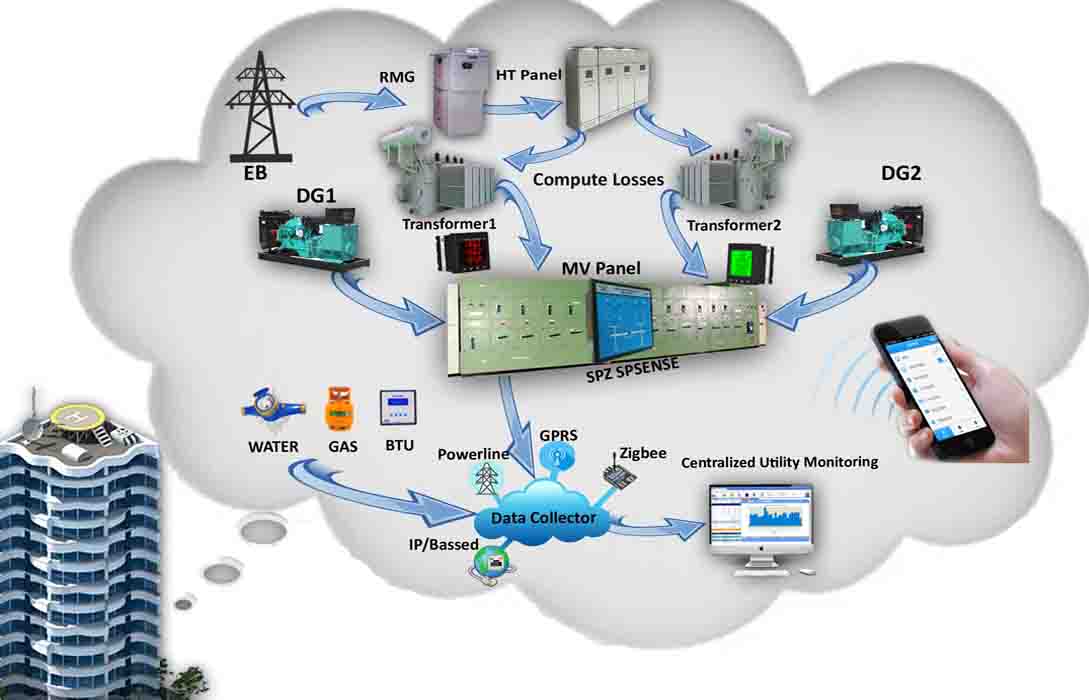 RMG
HT Panel
EB
Compute Losses
DG1
DG2
Transformer1
Transformer2
MV Panel
SPZ SPSENSE
WATER
GAS
BTU
GPRS
Powerline
Zigbee
Centralized Utility Monitoring
Data Collector
IP/Bassed
H